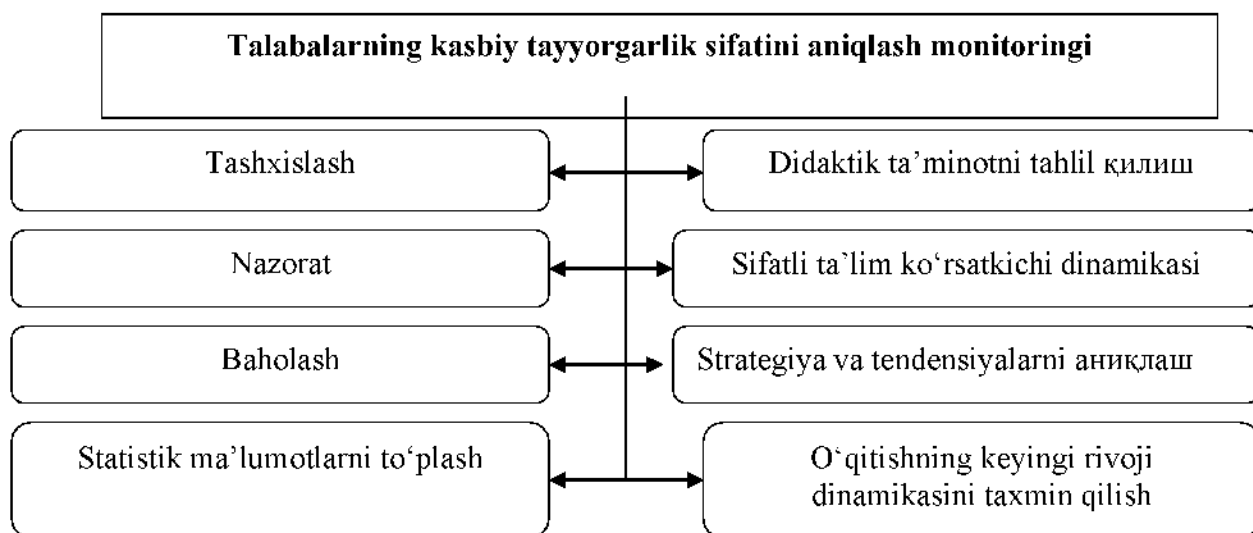 Talabalarning kasbiy tayyorgarlik sifatini aniqlash monitoringi
Tashxislash
Didaktik ta’minotni tahlil қилиш
Nazorat
Sifatli ta’lim ko‘rsatkichi dinamikasi
Baholash
Strategiya va tendensiyalarni аниқлаш
Statistik ma’lumotlarni to‘plash
O‘qitishning keyingi rivoji
dinamikasini taxmin qilish